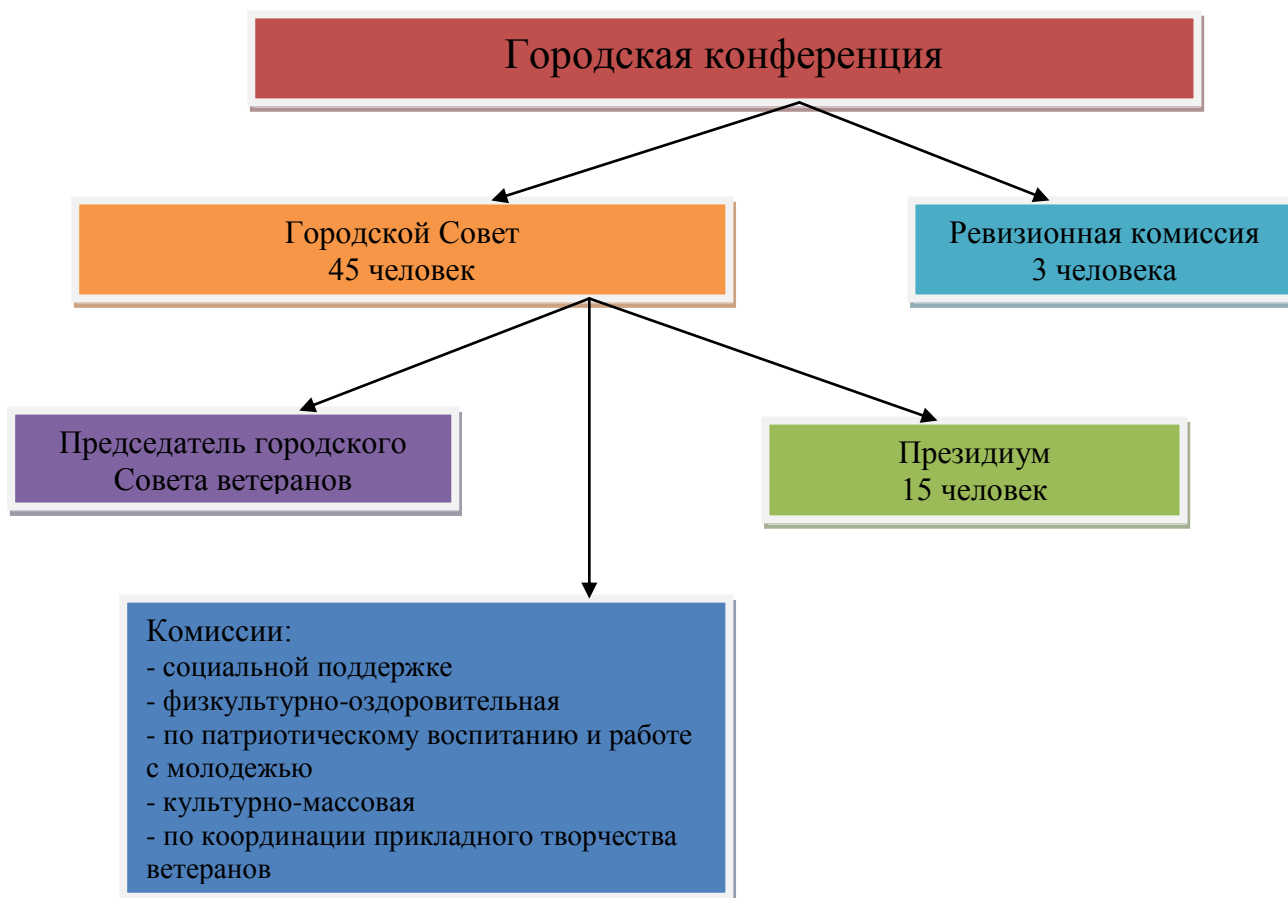 Городская конференция
Городской Совет
45 человек
Ревизионная комиссия
3 человека
Председатель городского
Совета ветеранов
Президиум
15 человек
Комиссии:
- социальной поддержке
- физкультурно-оздоровительная
- по патриотическому воспитанию и работе
с молодежью
- культурно-массовая
- по координации прикладного творчества
ветеранов